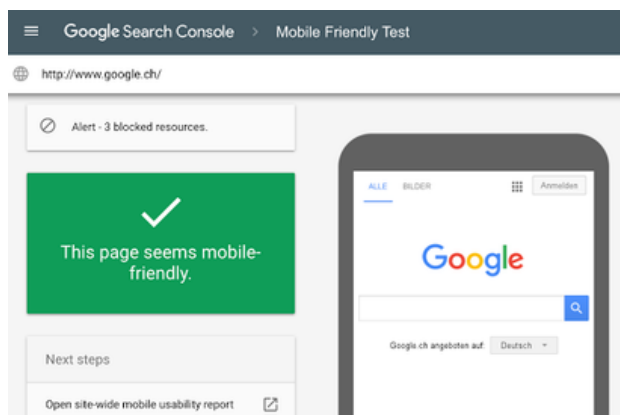 Google Search Console > Mobile Friendly Test
http://www.google.ch/
Alert - 3 blocked resources.
This page seems mobile-
friendly.
Next steps
Open site-wide mobile usability report
ALLE BILDER Anmelden
Google
Google.ch angeboten auf: Deutsch